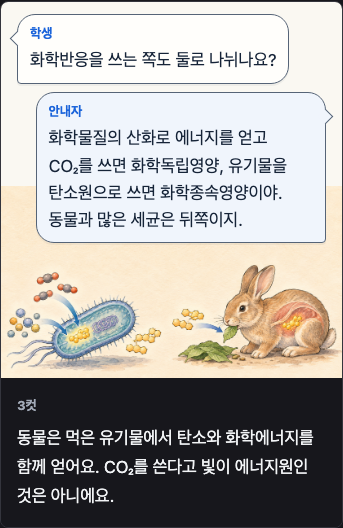 학생
화학반응을 쓰는 쪽도 둘로 나뉘나요?
안내자
화학물질의 산화로 에너지를 얻고
CO₂를 쓰면 화학독립영양, 유기물을
탄소원으로 쓰면 화학종속영양이야.
동물과 많은 세균은 뒤쪽이지.
3컷
동물은 먹은 유기물에서 탄소와 화학에너지를
함께 얻어요. CO₂를 쓴다고 빛이 에너지원인
것은 아니에요.